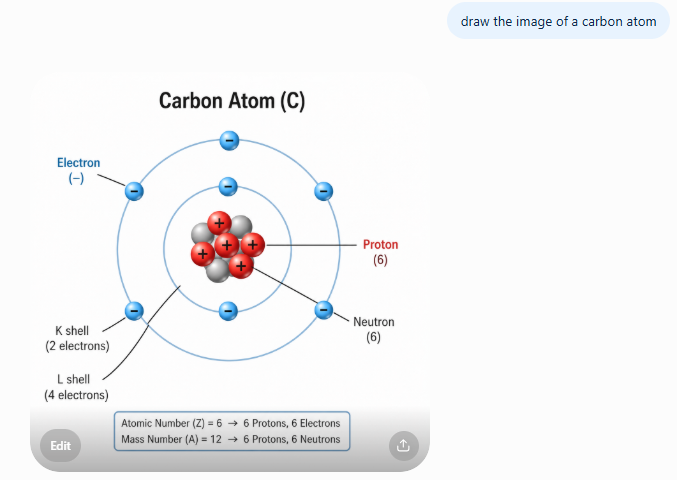 draw the image of a carbon atom
Carbon Atom (C)
Electron
(−)
Proton
(6)
Neutron
(6)
K shell
(2 electrons)
L shell
(4 electrons)
Atomic Number (Z) = 6 → 6 Protons, 6 Electrons
Mass Number (A) = 12 → 6 Protons, 6 Neutrons
Edit